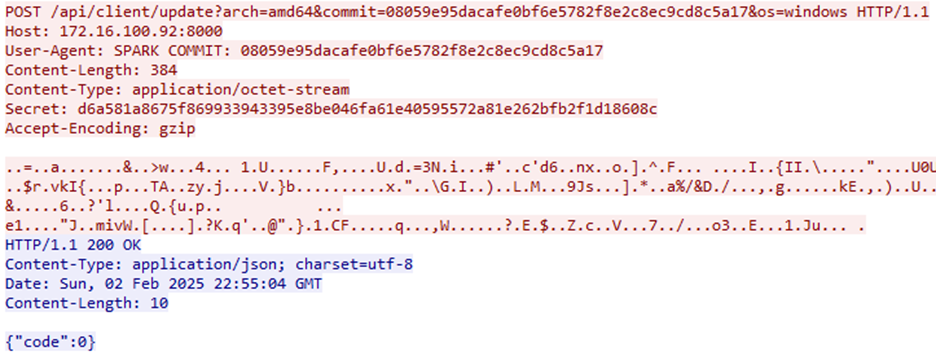 POST /api/client/update?arch=amd64&commit=08059e95dacafe0bf6e5782f8e2c8ec9cd8c5a17&os=windows HTTP/1.1
Host: 172.16.100.92:8000
User-Agent: SPARK COMMIT: 08059e95dacafe0bf6e5782f8e2c8ec9cd8c5a17
Content-Length: 384
Content-Type: application/octet-stream
Secret: d6a581a8675f869933943395e8be046fa61e40595572a81e262bfb2f1d18608c
Accept-Encoding: gzip

..=..a.......&..>w...4... 1.U......F,....U.d.=3N.i...#'..c'd6..nx..o.].^.F... ....I..{II.\....."....U0U
..$r.vkI{...p...TA..zy.j....V.}b..........x."..\G.I..)..L.M...9Js...].*..a%/&D./...,.g......kE.,.)..U..
&.....6..?'l....Q.{u.p..          ...
e1...."J..mivW.[....].?K.q'..@".}.1.CF.....q...,W......?.E.$..Z.c..V...7../...o3..E...1.Ju... .
HTTP/1.1 200 OK
Content-Type: application/json; charset=utf-8
Date: Sun, 02 Feb 2025 22:55:04 GMT
Content-Length: 10

{"code":0}